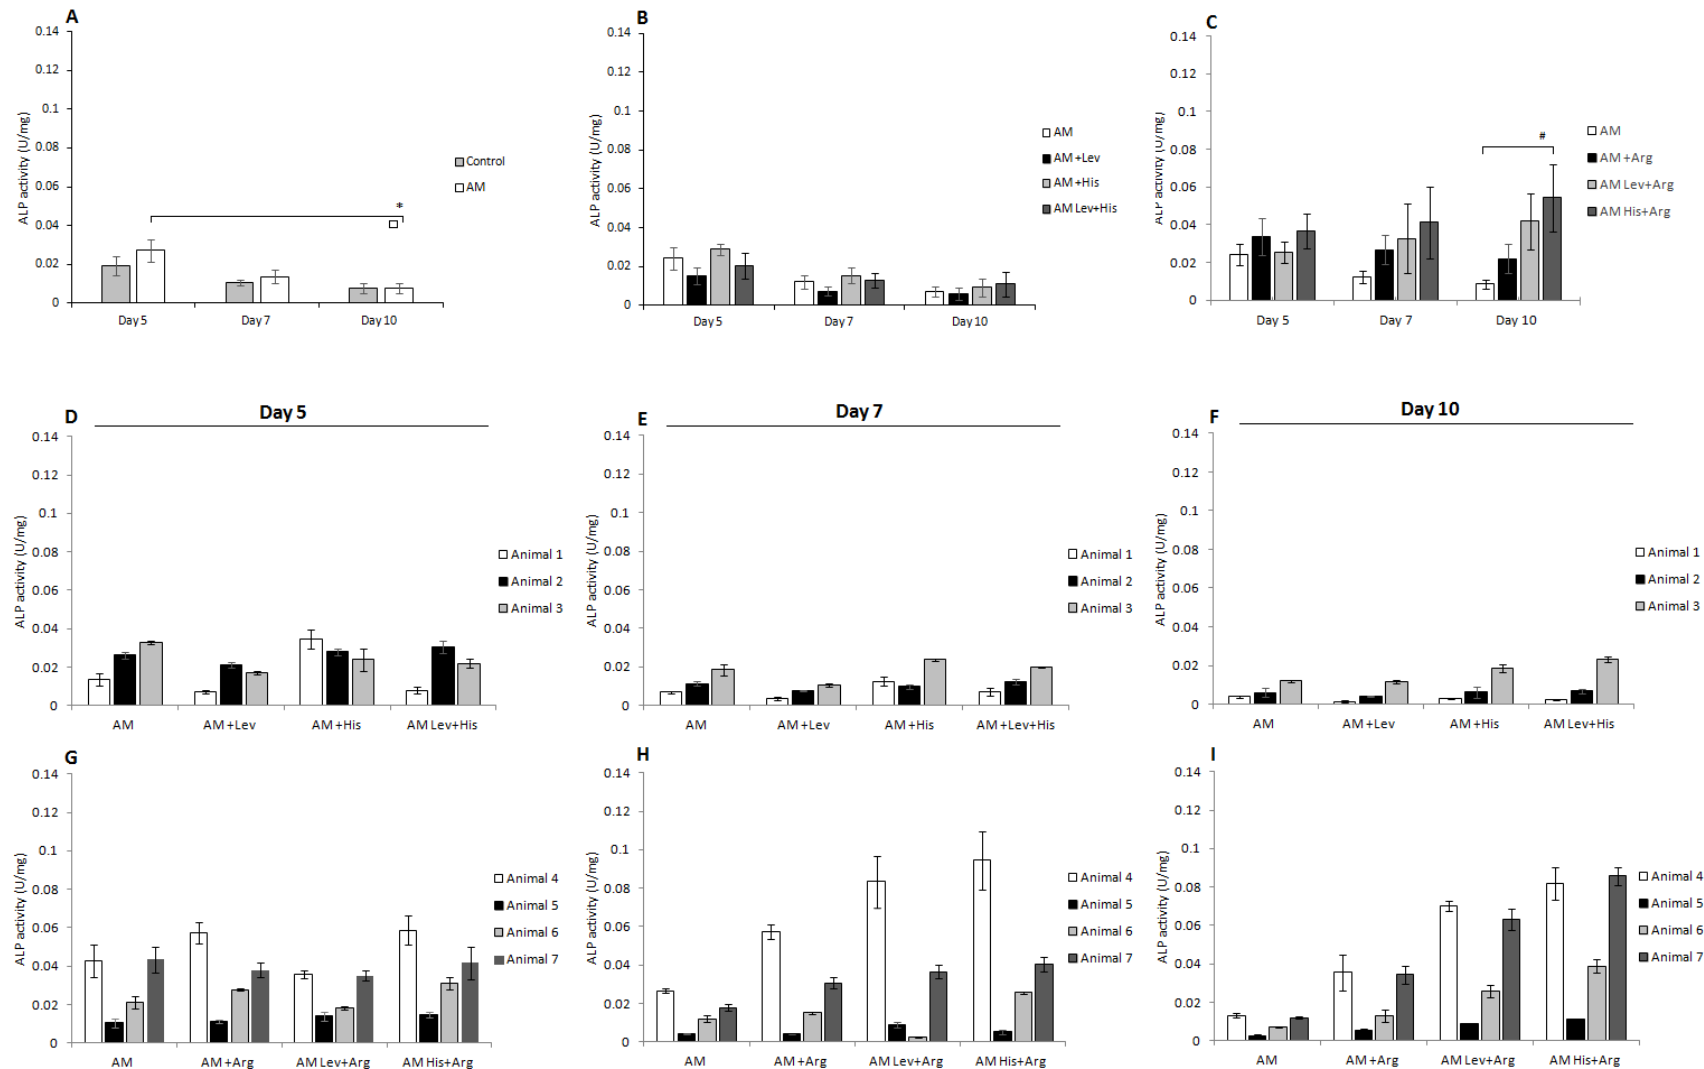 A
0.14
0.12
0.1
0.08
0.06
0.04
0.02
0
ALP activity (U/mg)
*
Day 5 Day 7 Day 10
Control
AM
B
0.14
0.12
0.1
0.08
0.06
0.04
0.02
0
ALP activity (U/mg)
Day 5 Day 7 Day 10
AM
AM +Lev
AM +His
AM Lev+His
C
0.14
0.12
0.1
0.08
0.06
0.04
0.02
0
ALP activity (U/mg)
#
Day 5 Day 7 Day 10
AM
AM +Arg
AM Lev+Arg
AM His+Arg
D
Day 5
0.14
0.12
0.1
0.08
0.06
0.04
0.02
0
ALP activity (U/mg)
AM AM +Lev AM +His AM Lev+His
Animal 1
Animal 2
Animal 3
E
Day 7
0.14
0.12
0.1
0.08
0.06
0.04
0.02
0
ALP activity (U/mg)
AM AM +Lev AM +His AM +Lev+His
Animal 1
Animal 2
Animal 3
F
Day 10
0.14
0.12
0.1
0.08
0.06
0.04
0.02
0
ALP activity (U/mg)
AM AM +Lev AM +His AM Lev+His
Animal 1
Animal 2
Animal 3
G
0.14
0.12
0.1
0.08
0.06
0.04
0.02
0
ALP activity (U/mg)
AM AM +Arg AM Lev+Arg AM His+Arg
Animal 4
Animal 5
Animal 6
Animal 7
H
0.14
0.12
0.1
0.08
0.06
0.04
0.02
0
ALP activity (U/mg)
AM AM +Arg AM Lev+Arg AM His+Arg
Animal 4
Animal 5
Animal 6
Animal 7
I
0.14
0.12
0.1
0.08
0.06
0.04
0.02
0
ALP activity (U/mg)
AM AM +Arg AM Lev+Arg AM His+Arg
Animal 4
Animal 5
Animal 6
Animal 7